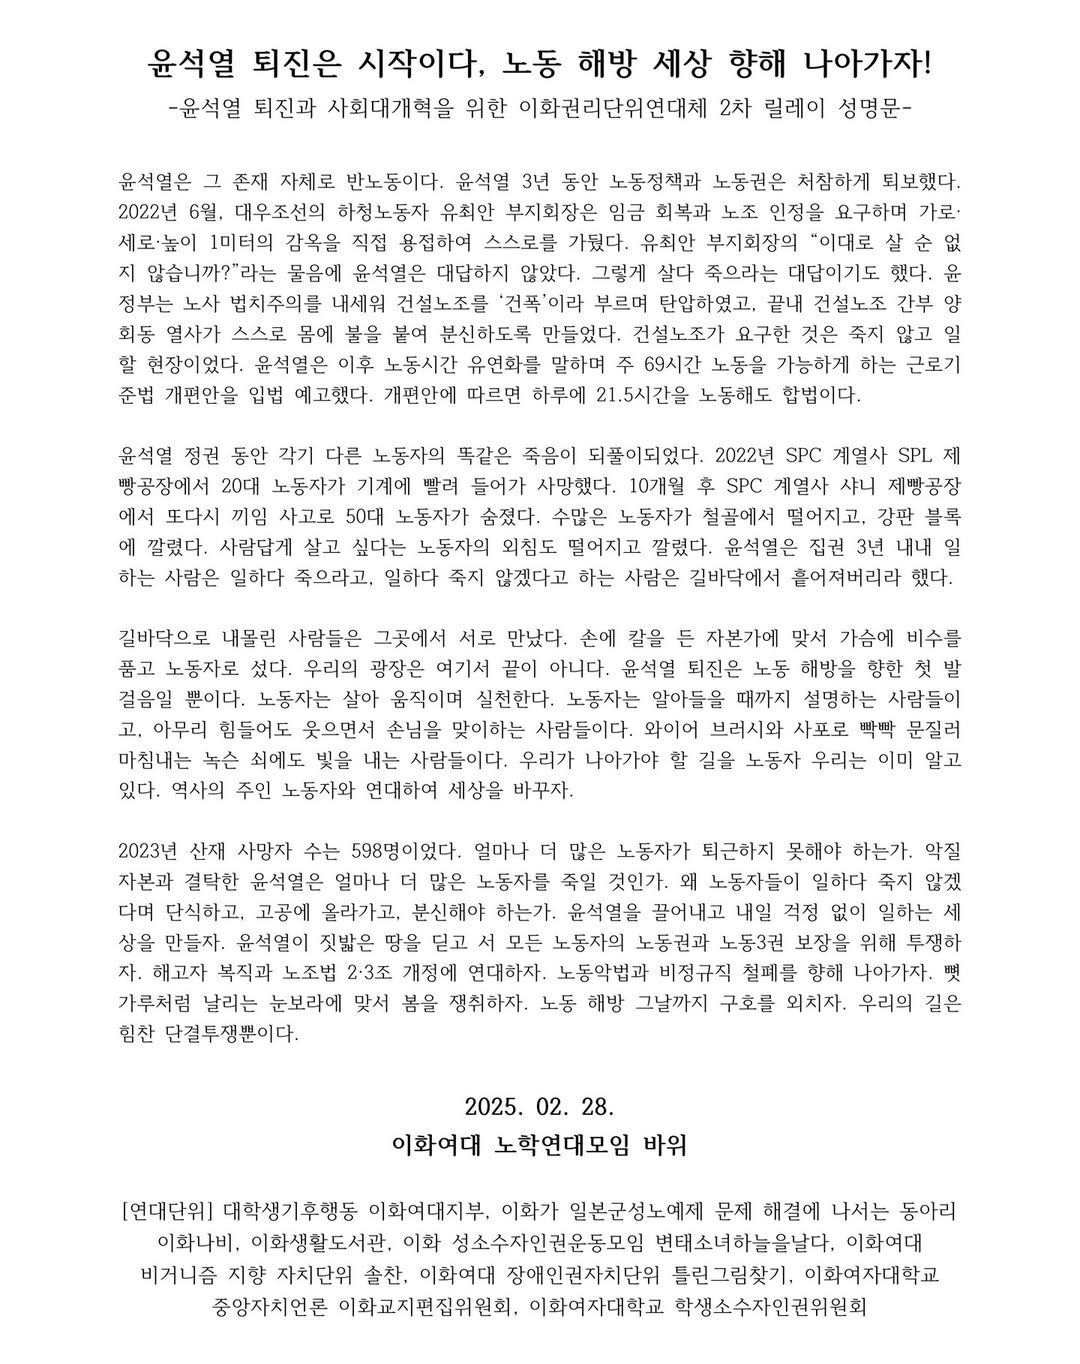 윤석열 퇴진은 시작이다, 노동 해방 세상 향해 나아가자!
-윤석열 퇴진과 사회대개혁을 위한 이화권리단위연대체 2차 릴레이 성명문-
윤석열은 그 존재 자체로 반노동이다. 윤석열 3년 동안 노동정책과 노동권은 처참하게 퇴보했다.
2022년 6월, 대우조선의 하청노동자 유최안 부지회장은 임금 회복과 노조 인정을 요구하며 가로·
세로·높이 1미터의 감옥을 직접 용접하여 스스로를 가뒀다. 유최안 부지회장의 “이대로 살 순 없
지 않습니까?”라는 물음에 윤석열은 대답하지 않았다. 그렇게 살다 죽으라는 대답이기도 했다. 윤
정부는 노사 법치주의를 내세워 건설노조를 ‘건폭’이라 부르며 탄압하였고, 끝내 건설노조 간부 양
회동 열사가 스스로 몸에 불을 붙여 분신하도록 만들었다. 건설노조가 요구한 것은 죽지 않고 일
할 현장이었다. 윤석열은 이후 노동시간 유연화를 말하며 주 69시간 노동을 가능하게 하는 근로기
준법 개편안을 입법 예고했다. 개편안에 따르면 하루에 21.5시간을 노동해도 합법이다.
윤석열 정권 동안 각기 다른 노동자의 똑같은 죽음이 되풀이되었다. 2022년 SPC 계열사 SPL 제
빵공장에서 20대 노동자가 기계에 빨려 들어가 사망했다. 10개월 후 SPC 계열사 샤니 제빵공장
에서 또다시 끼임 사고로 50대 노동자가 숨졌다. 수많은 노동자가 철골에서 떨어지고, 강판 블록
에 깔렸다. 사람답게 살고 싶다는 노동자의 외침도 떨어지고 깔렸다. 윤석열은 집권 3년 내내 일
하는 사람은 일하다 죽으라고, 일하다 죽지 않겠다고 하는 사람은 길바닥에서 흩어져버리라 했다.
길바닥으로 내몰린 사람들은 그곳에서 서로 만났다. 손에 칼을 든 자본가에 맞서 가슴에 비수를
품고 노동자로 섰다. 우리의 광장은 여기서 끝이 아니다. 윤석열 퇴진은 노동 해방을 향한 첫 발
걸음일 뿐이다. 노동자는 살아 움직이며 실천한다. 노동자는 알아들을 때까지 설명하는 사람들이
고, 아무리 힘들어도 웃으면서 손님을 맞이하는 사람들이다. 와이어 브러시와 사포로 빡빡 문질러
마침내는 녹슨 쇠에도 빛을 내는 사람들이다. 우리가 나아가야 할 길을 노동자 우리는 이미 알고
있다. 역사의 주인 노동자와 연대하여 세상을 바꾸자.
2023년 산재 사망자 수는 598명이었다. 얼마나 더 많은 노동자가 퇴근하지 못해야 하는가. 악질
자본과 결탁한 윤석열은 얼마나 더 많은 노동자를 죽일 것인가. 왜 노동자들이 일하다 죽지 않겠
다며 단식하고, 고공에 올라가고, 분신해야 하는가. 윤석열을 끌어내고 내일 걱정 없이 일하는 세
상을 만들자. 윤석열이 짓밟은 땅을 딛고 서 모든 노동자의 노동권과 노동3권 보장을 위해 투쟁하
자. 해고자 복직과 노조법 2·3조 개정에 연대하자. 노동악법과 비정규직 철폐를 향해 나아가자. 뼛
가루처럼 날리는 눈보라에 맞서 봄을 쟁취하자. 노동 해방 그날까지 구호를 외치자. 우리의 길은
힘찬 단결투쟁뿐이다.
2025. 02. 28.
이화여대 노학연대모임 바위
[연대단위] 대학생기후행동 이화여대지부, 이화가 일본군성노예제 문제 해결에 나서는 동아리
이화나비, 이화생활도서관, 이화 성소수자인권운동모임 변태소녀하늘을날다, 이화여대
비거니즘 지향 자치단위 솔찬, 이화여대 장애인권자치단위 틀린그림찾기, 이화여자대학교
중앙자치언론 이화교지편집위원회, 이화여자대학교 학생소수자인권위원회